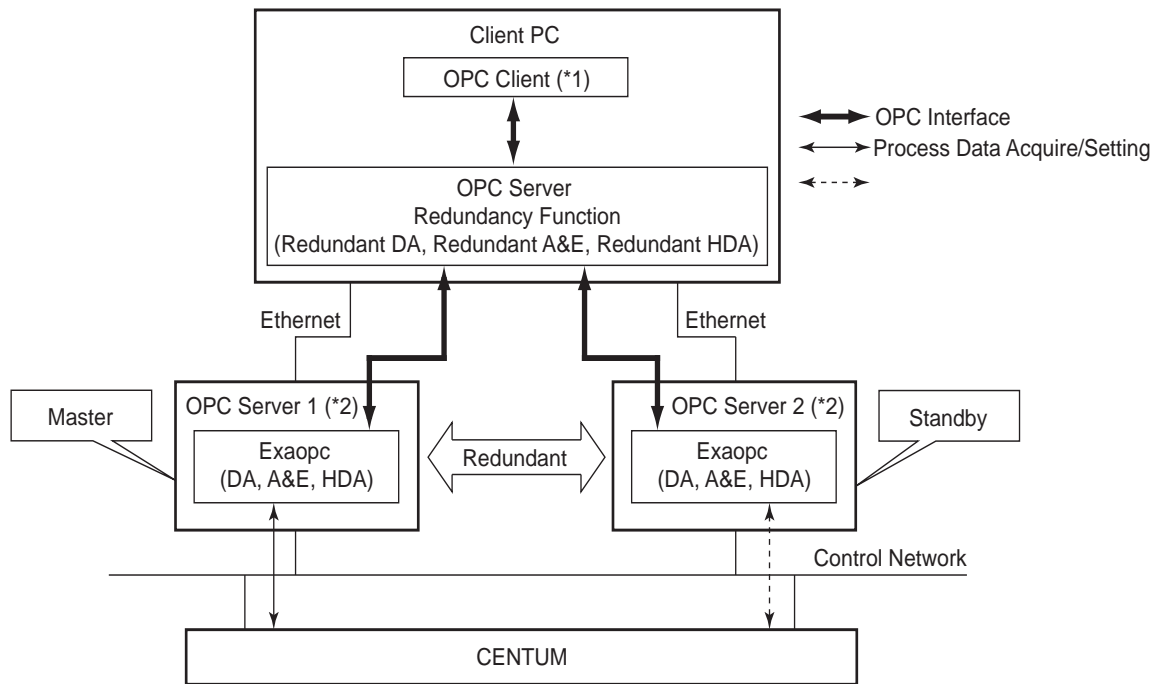 Client PC
OPC Client (*1)
OPC Interface
Process Data Acquire/Setting
OPC Server
Redundancy Function
(Redundant DA, Redundant A&E, Redundant HDA)
Ethernet
Ethernet
Master
OPC Server 1 (*2)
Exaopc
(DA, A&E, HDA)
Redundant
OPC Server 2 (*2)
Exaopc
(DA, A&E, HDA)
Standby
Control Network
CENTUM